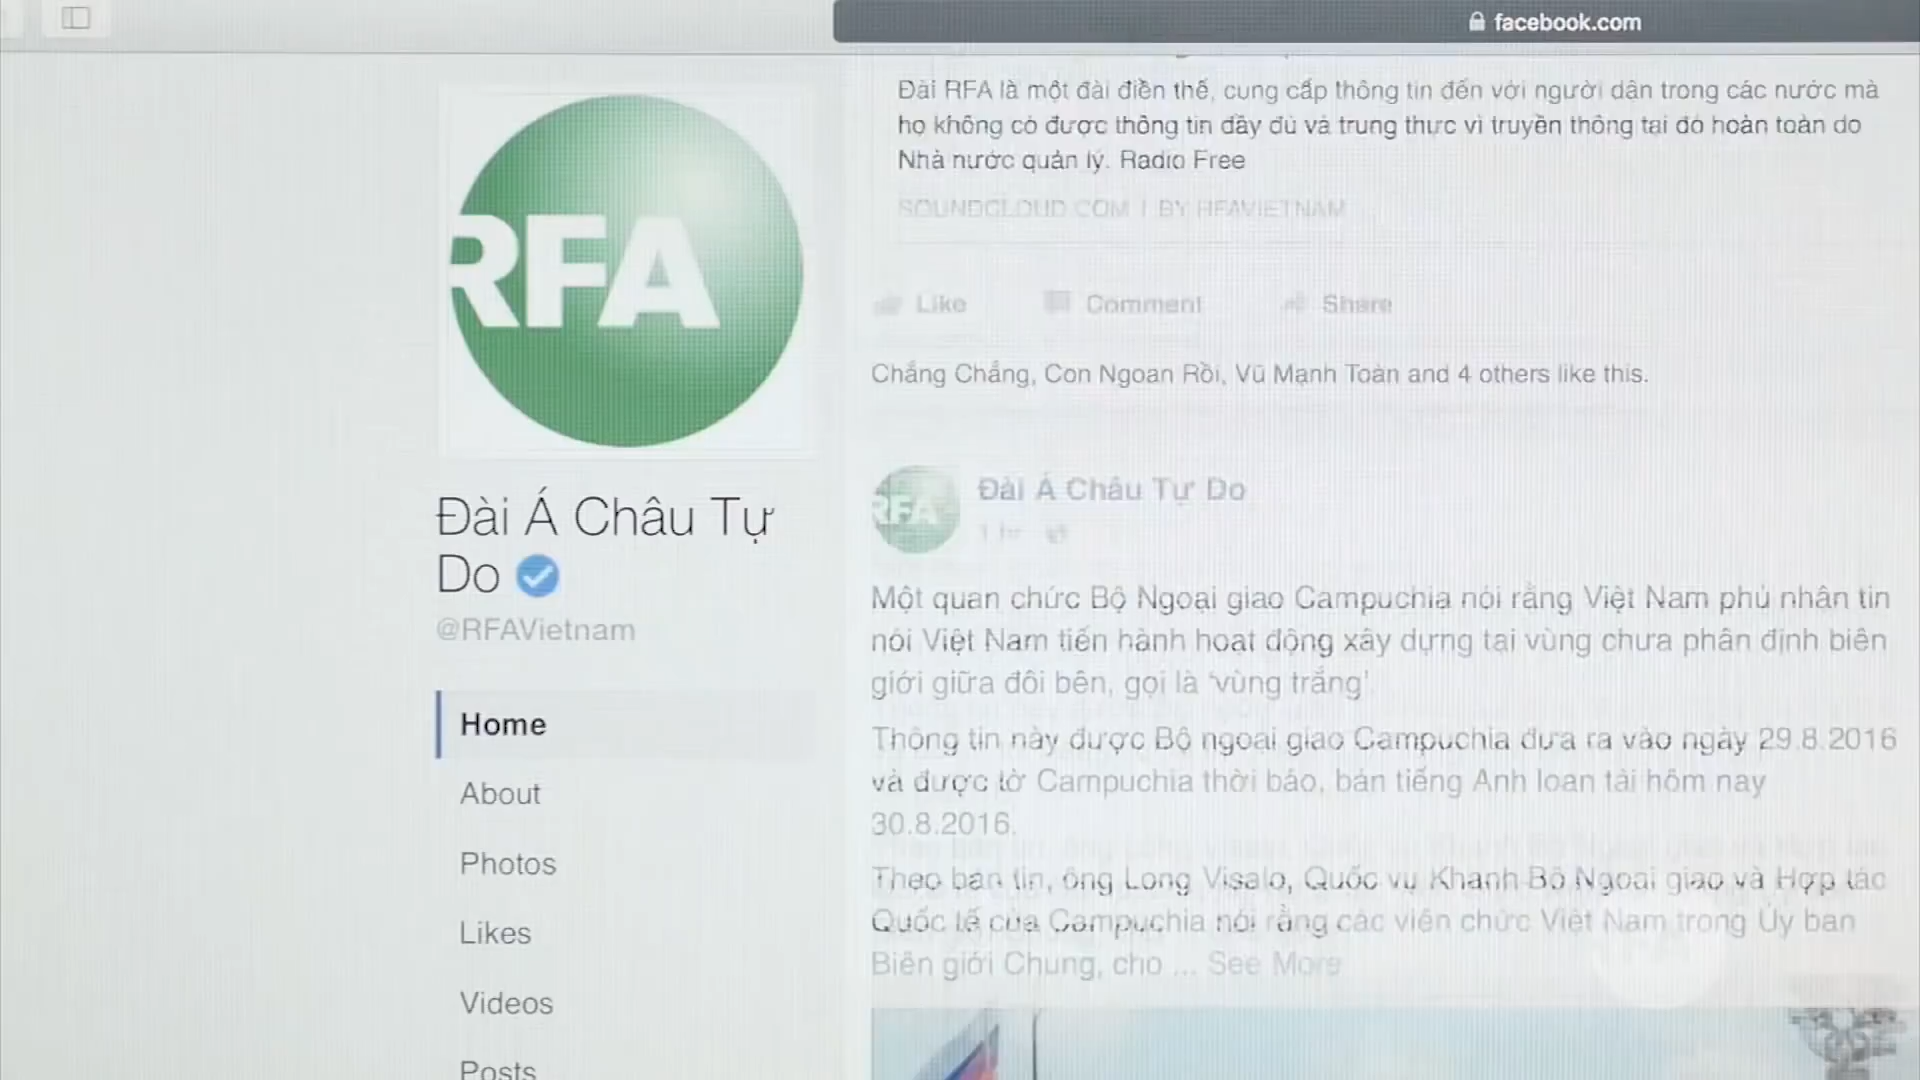 facebook.com
Đài RFA là một đài điền thế, cung cấp thông tin đến với người dân trong các nước mà
họ không có được thông tin đầy đủ và trung thực vì truyền thông tại đó hoàn toàn do
Nhà nước quản lý. Radio Free
SOUNDCLOUD.COM | BY RFAVIETNAM
Like Comment Share
Chẳng Chẳng, Con Ngoan Rồi, Vũ Mạnh Toàn and 4 others like this.
RFA
Đài Á Châu Tự
Do
@RFAVietnam
Home
About
Photos
Likes
Videos
Posts
RFA
Đài Á Châu Tự Do
1 hr
Một quan chức Bộ Ngoại giao Campuchia nói rằng Việt Nam phủ nhận tin
nói Việt Nam tiến hành hoạt động xây dựng tại vùng chưa phân định biên
giới giữa đôi bên, gọi là 'vùng trắng'.
Thông tin này được Bộ ngoại giao Campuchia đưa ra vào ngày 29.8.2016
và được tờ Campuchia thời báo, bản tiếng Anh loan tải hôm nay
30.8.2016.
Theo bản tin, ông Long Visalo, Quốc vụ Khanh Bộ Ngoại giao và Hợp tác
Quốc tế của Campuchia nói rằng các viên chức Việt Nam trong Ủy ban
Biên giới Chung, cho ... See More